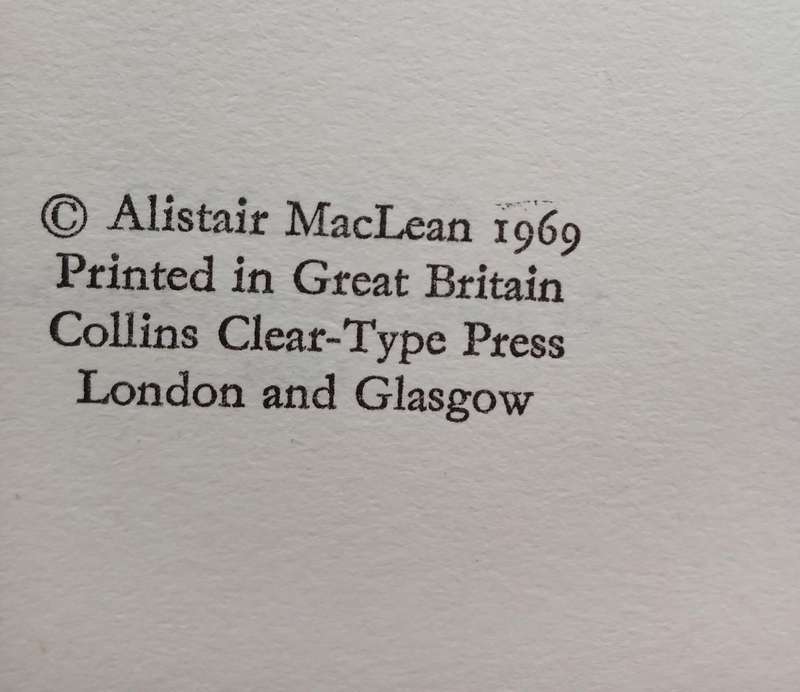 © Alistair MacLean 1969
Printed in Great Britain
Collins Clear-Type Press
London and Glasgow